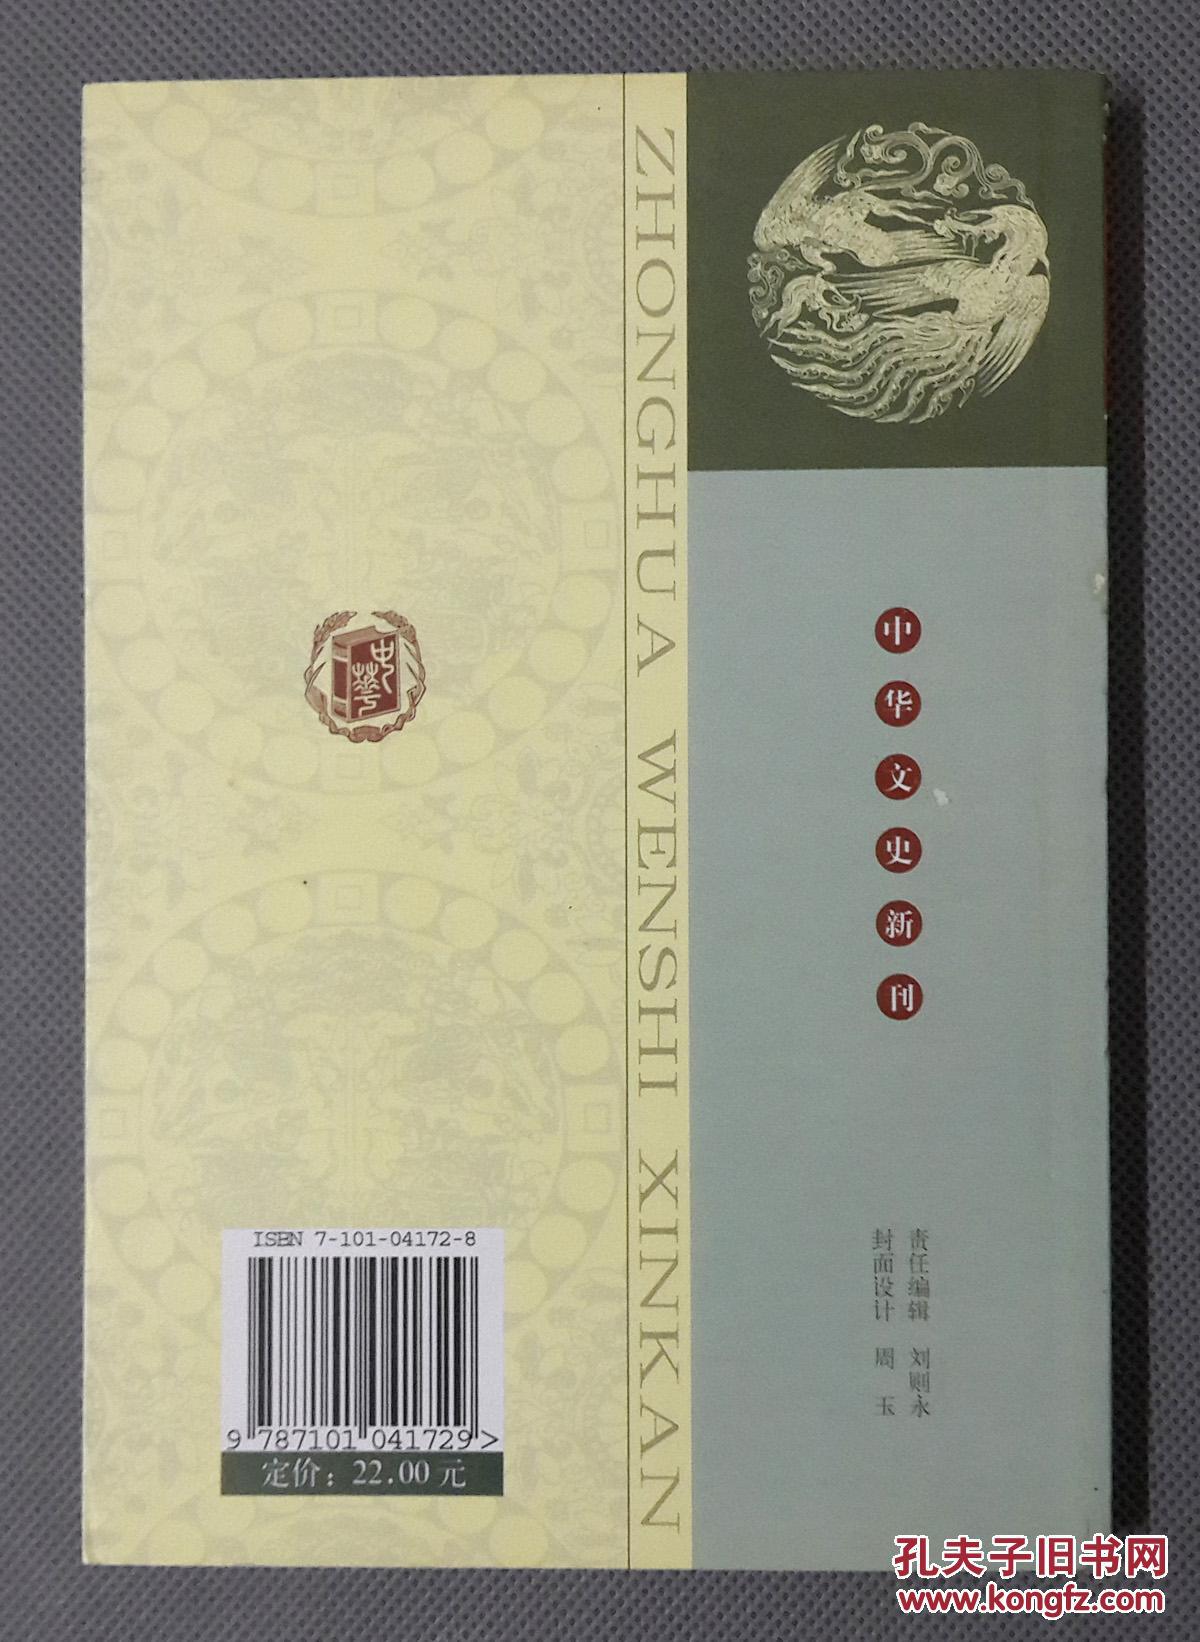 ZHONGHUA WENSHI XINKAN
中华文史新刊
中華
责任编辑 刘则永
封面设计 周 玉
ISBN 7-101-04172-8
9 787101 041729>
定价：22.00元
孔夫子旧书网
www.kongfz.com